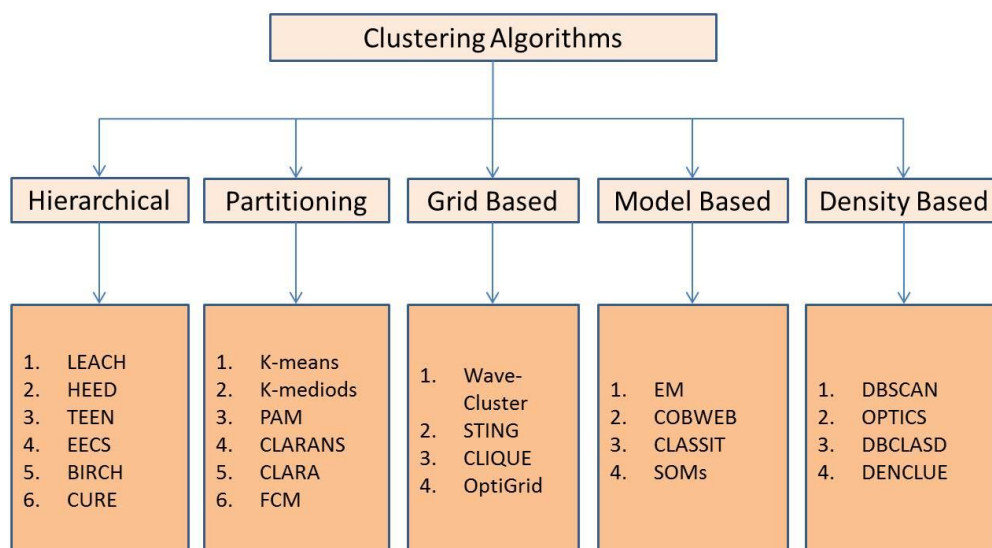 Clustering Algorithms
Hierarchical
Partitioning
Grid Based
Model Based
Density Based
1. LEACH
2. HEED
3. TEEN
4. EECS
5. BIRCH
6. CURE
1. K-means
2. K-mediods
3. PAM
4. CLARANS
5. CLARA
6. FCM
1. Wave-
Cluster
2. STING
3. CLIQUE
4. OptiGrid
1. EM
2. COBWEB
3. CLASSIT
4. SOMs
1. DBSCAN
2. OPTICS
3. DBCLASD
4. DENCLUE